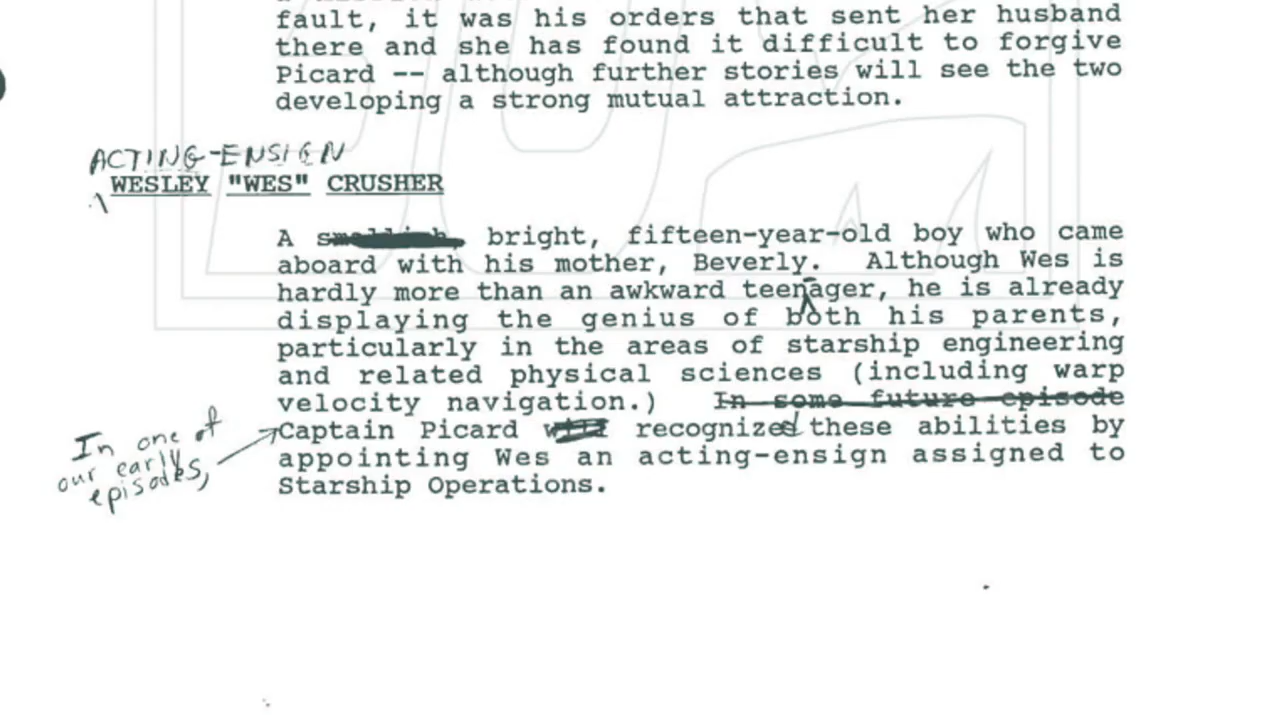 fault, it was his orders that sent her husband
there and she has found it difficult to forgive
Picard -- although further stories will see the two
developing a strong mutual attraction.
ACTING-ENSIGN
WESLEY "WES" CRUSHER
A smallish, bright, fifteen-year-old boy who came
aboard with his mother, Beverly. Although Wes is
hardly more than an awkward teen-ager, he is already
displaying the genius of both his parents,
particularly in the areas of starship engineering
and related physical sciences (including warp
velocity navigation.) In some future episode
In one of
our early
episodes,
Captain Picard will recognized these abilities by
appointing Wes an acting-ensign assigned to
Starship Operations.